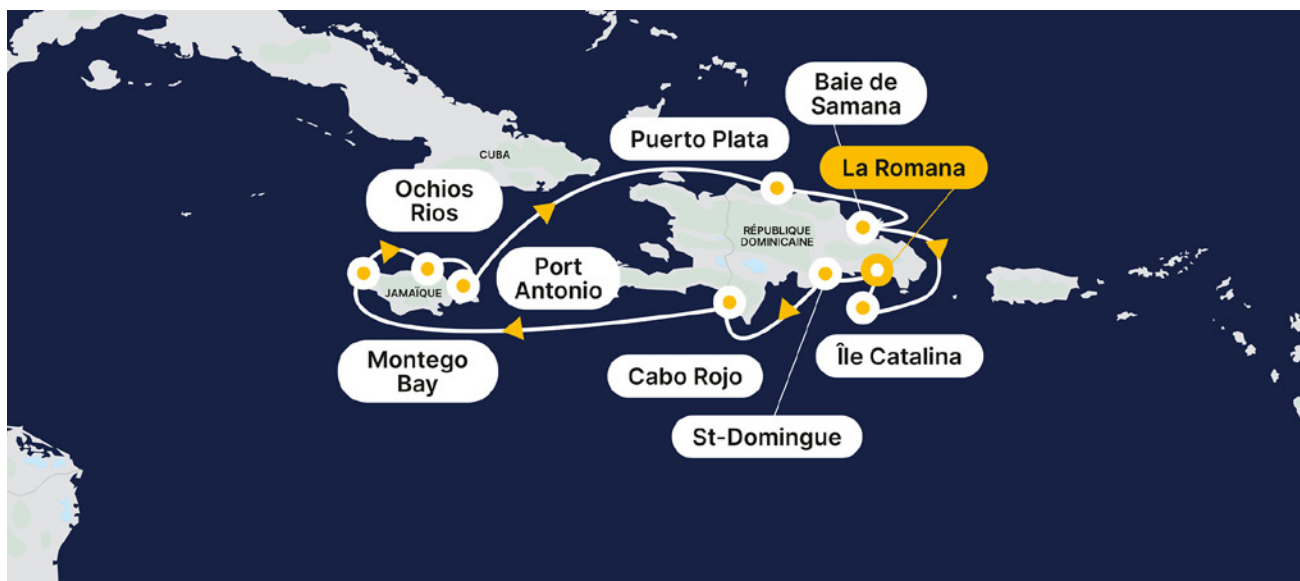 Baie de
Samana
Puerto Plata
La Romana
CUBA
Ochios
Rios
RÉPUBLIQUE
DOMINICAINE
Port
Antonio
JAMAÏQUE
Montego
Bay
Île Catalina
Cabo Rojo
St-Domingue